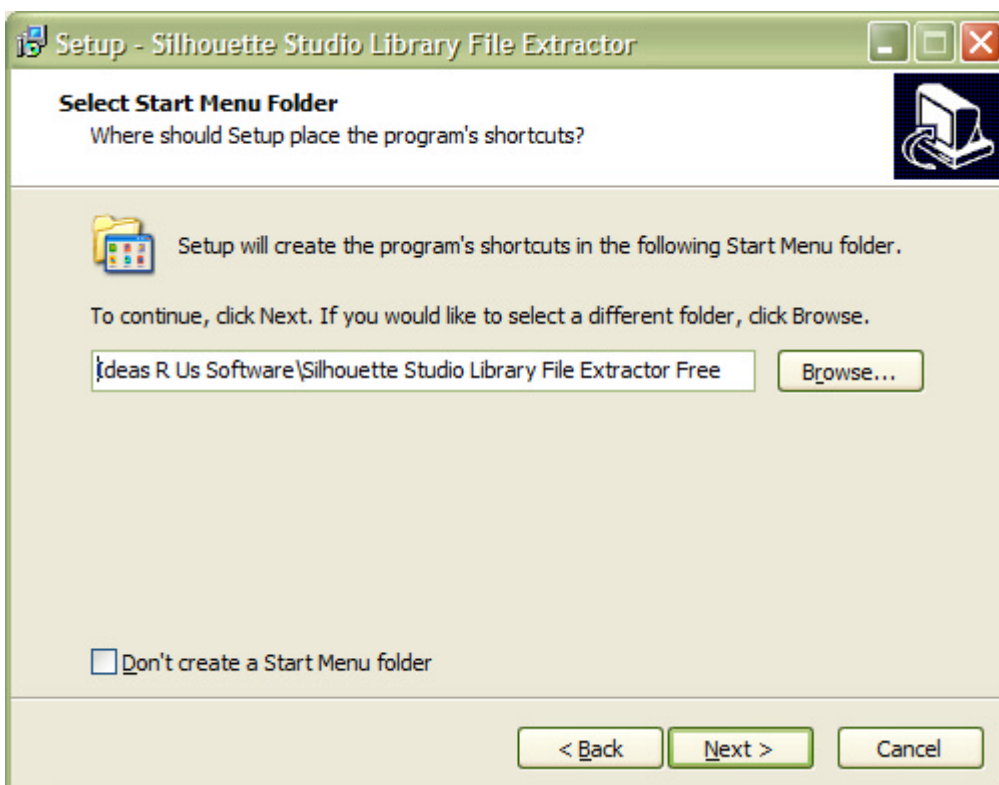 Setup - Silhouette Studio Library File Extractor
Select Start Menu Folder
Where should Setup place the program's shortcuts?
Setup will create the program's shortcuts in the following Start Menu folder.
To continue, click Next. If you would like to select a different folder, click Browse.
Ideas R Us Software\Silhouette Studio Library File Extractor Free
Browse...
Don't create a Start Menu folder
< Back
Next >
Cancel